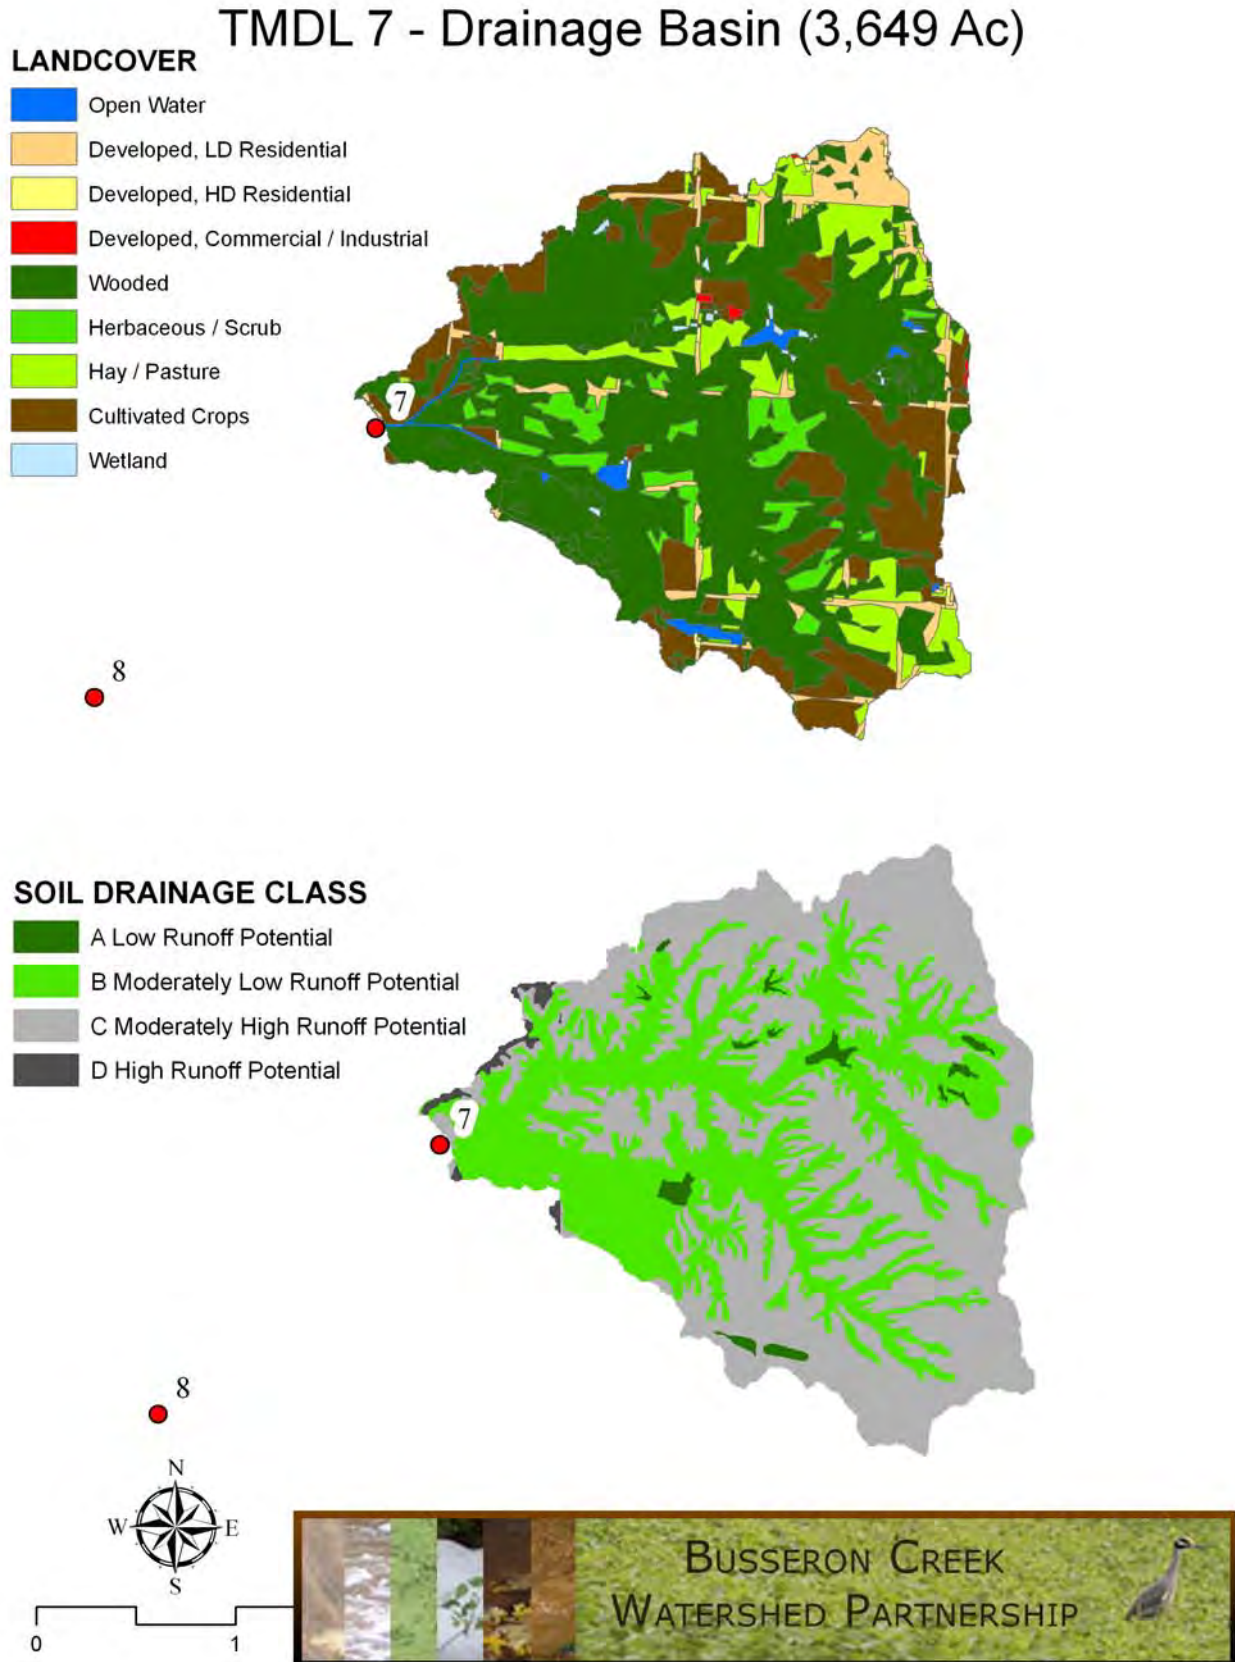 TMDL 7 - Drainage Basin (3,649 Ac)
LANDCOVER
Open Water
Developed, LD Residential
Developed, HD Residential
Developed, Commercial / Industrial
Wooded
Herbaceous / Scrub
Hay / Pasture
Cultivated Crops
Wetland
7
8
SOIL DRAINAGE CLASS
A Low Runoff Potential
B Moderately Low Runoff Potential
C Moderately High Runoff Potential
D High Runoff Potential
7
8
N
W E
S
0 1
BUSSERON CREEK
WATERSHED PARTNERSHIP